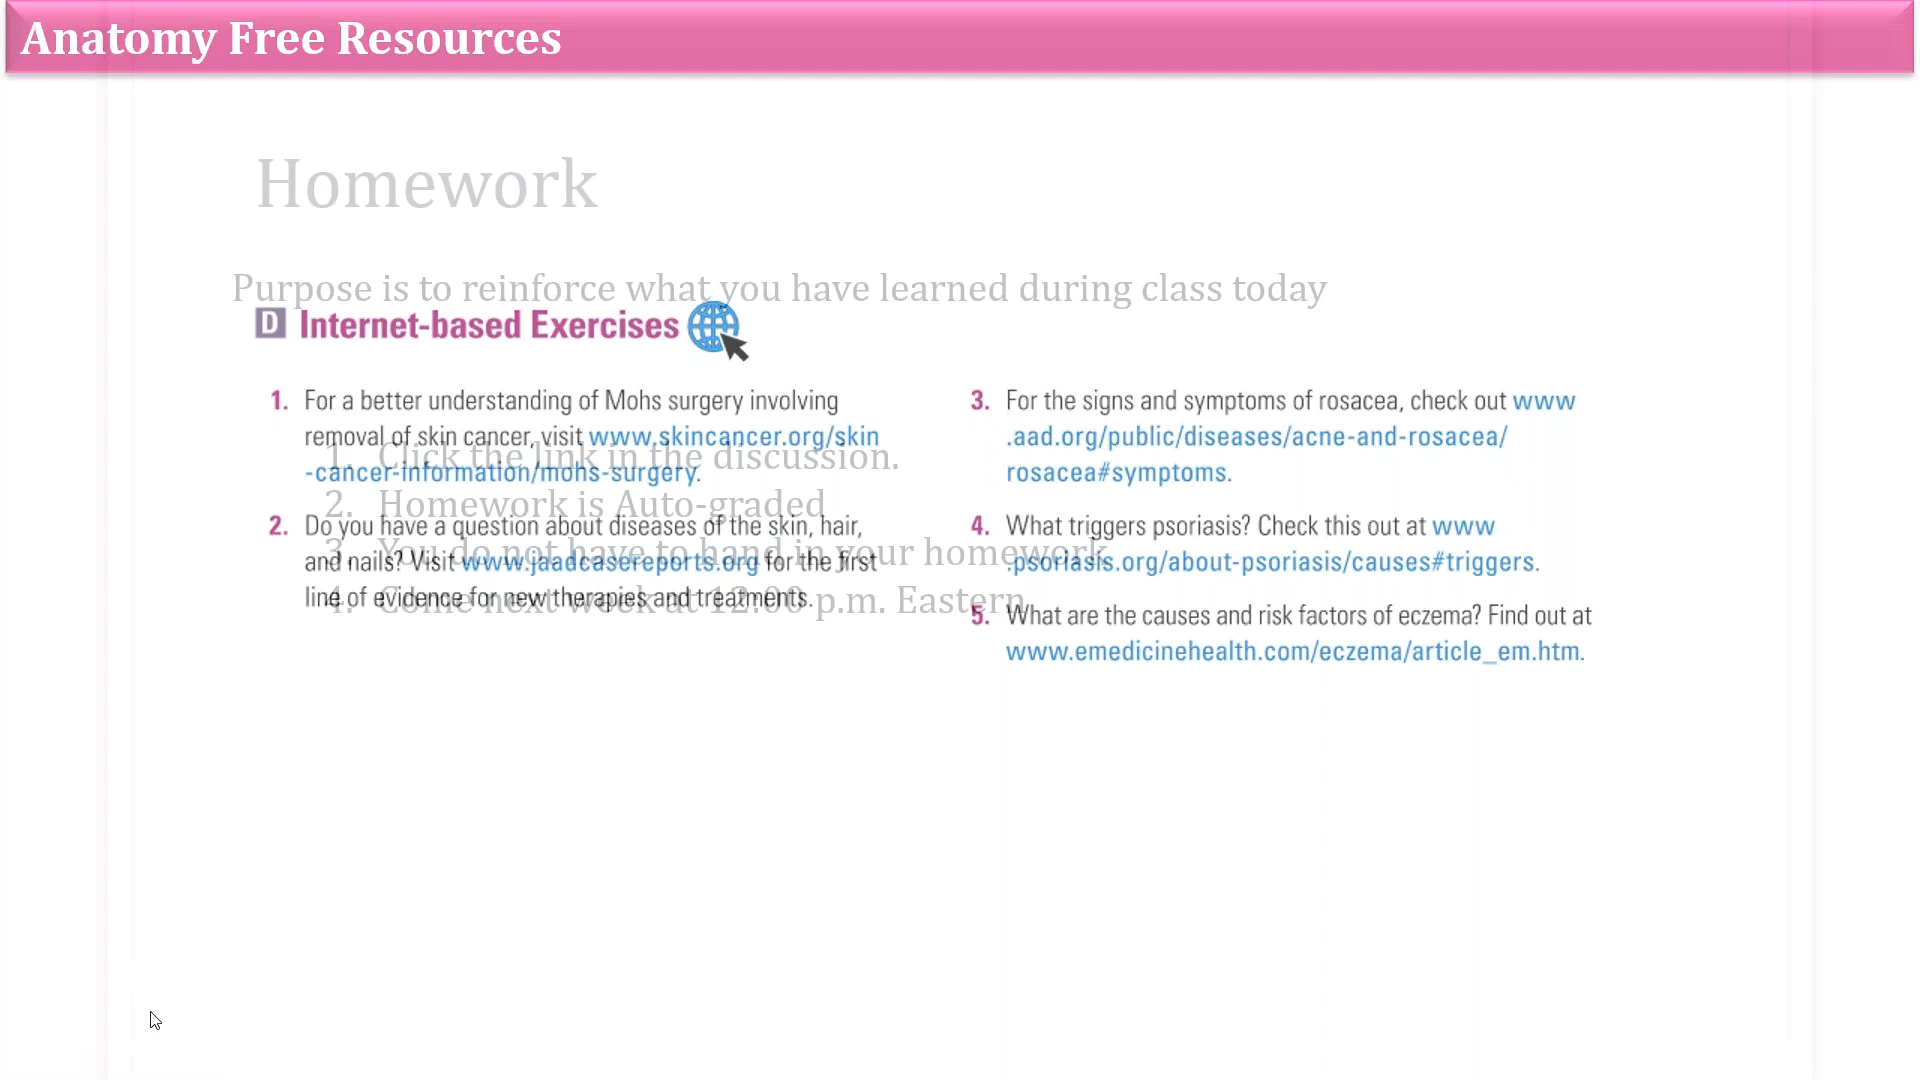 Anatomy Free Resources
Homework
Purpose is to reinforce what you have learned during class today
D Internet-based Exercises
1. For a better understanding of Mohs surgery involving
removal of skin cancer, visit www.skincancer.org/skin
-cancer-information/mohs-surgery.
2. Do you have a question about diseases of the skin, hair,
and nails? Visit www.jaadcasereports.org for the first
line of evidence for new therapies and treatments.
3. For the signs and symptoms of rosacea, check out www
.aad.org/public/diseases/acne-and-rosacea/
rosacea#symptoms.
4. What triggers psoriasis? Check this out at www
.psoriasis.org/about-psoriasis/causes#triggers.
5. What are the causes and risk factors of eczema? Find out at
www.emedicinehealth.com/eczema/article_em.htm.
1. Click the link in the discussion.
2. Homework is Auto-graded
3. You do not have to hand in your homework
4. Come next week at 12:00 p.m. Eastern